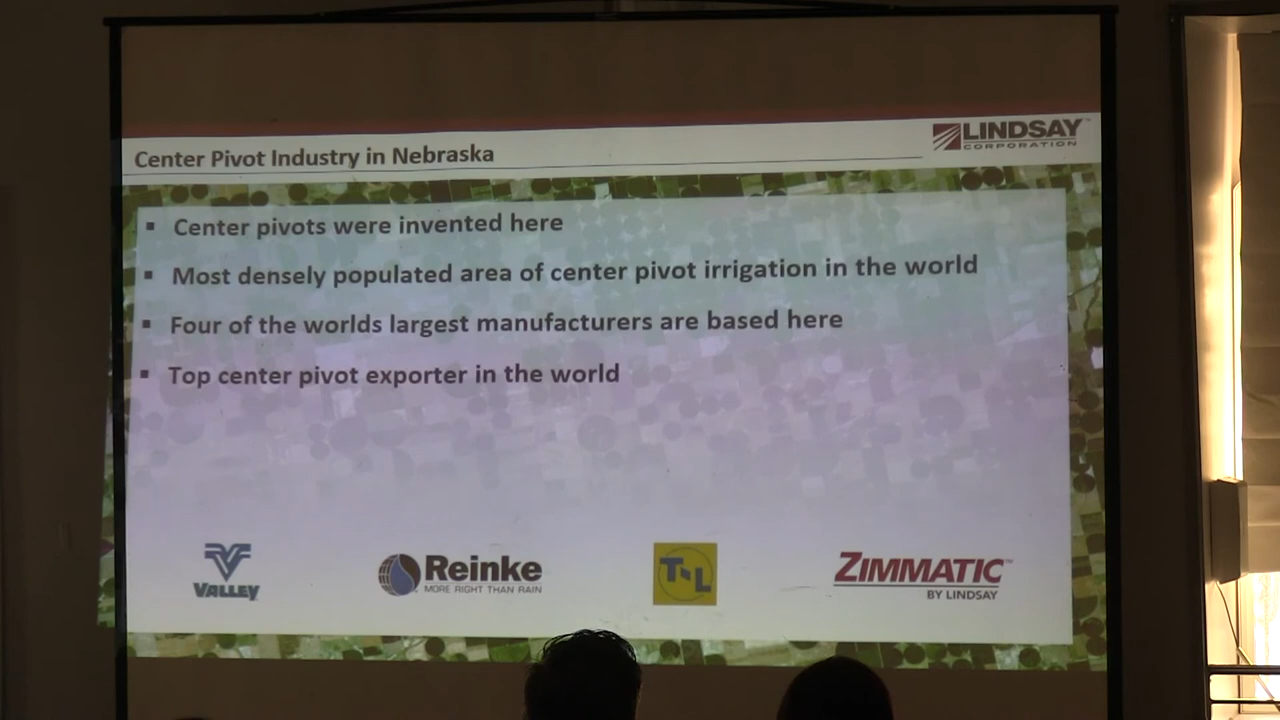 Center Pivot Industry in Nebraska
LINDSAY
CORPORATION
▪ Center pivots were invented here
▪ Most densely populated area of center pivot irrigation in the world
▪ Four of the worlds largest manufacturers are based here
▪ Top center pivot exporter in the world
VALLEY
Reinke
MORE RIGHT THAN RAIN
T-L
ZIMMATIC™
BY LINDSAY